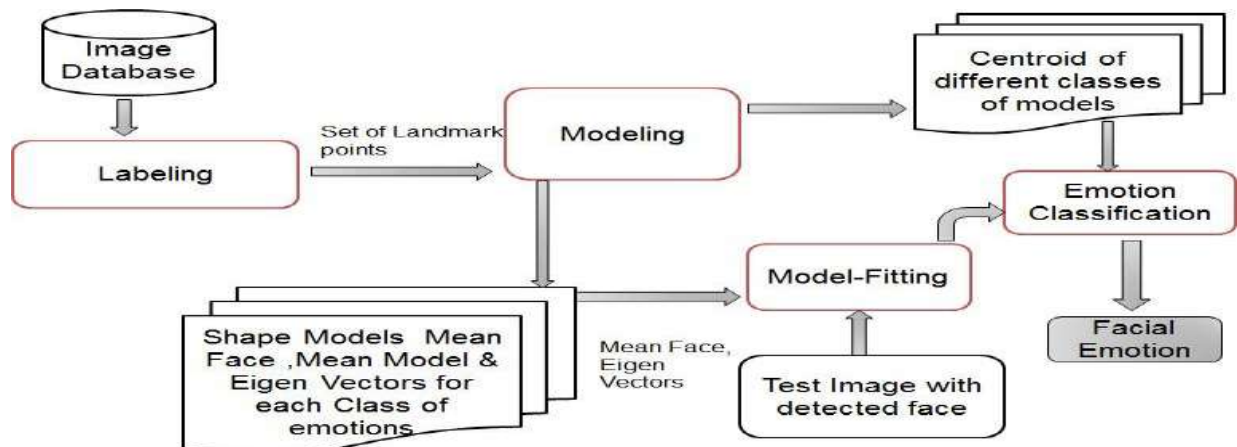 Image
Database
Labeling
Set of Landmark
points
Modeling
Centroid of
different classes
of models
Emotion
Classification
Model-Fitting
Shape Models  Mean
Face ,Mean Model &
Eigen Vectors for
each Class of
emotions
Mean Face,
Eigen
Vectors
Test Image with
detected face
Facial
Emotion